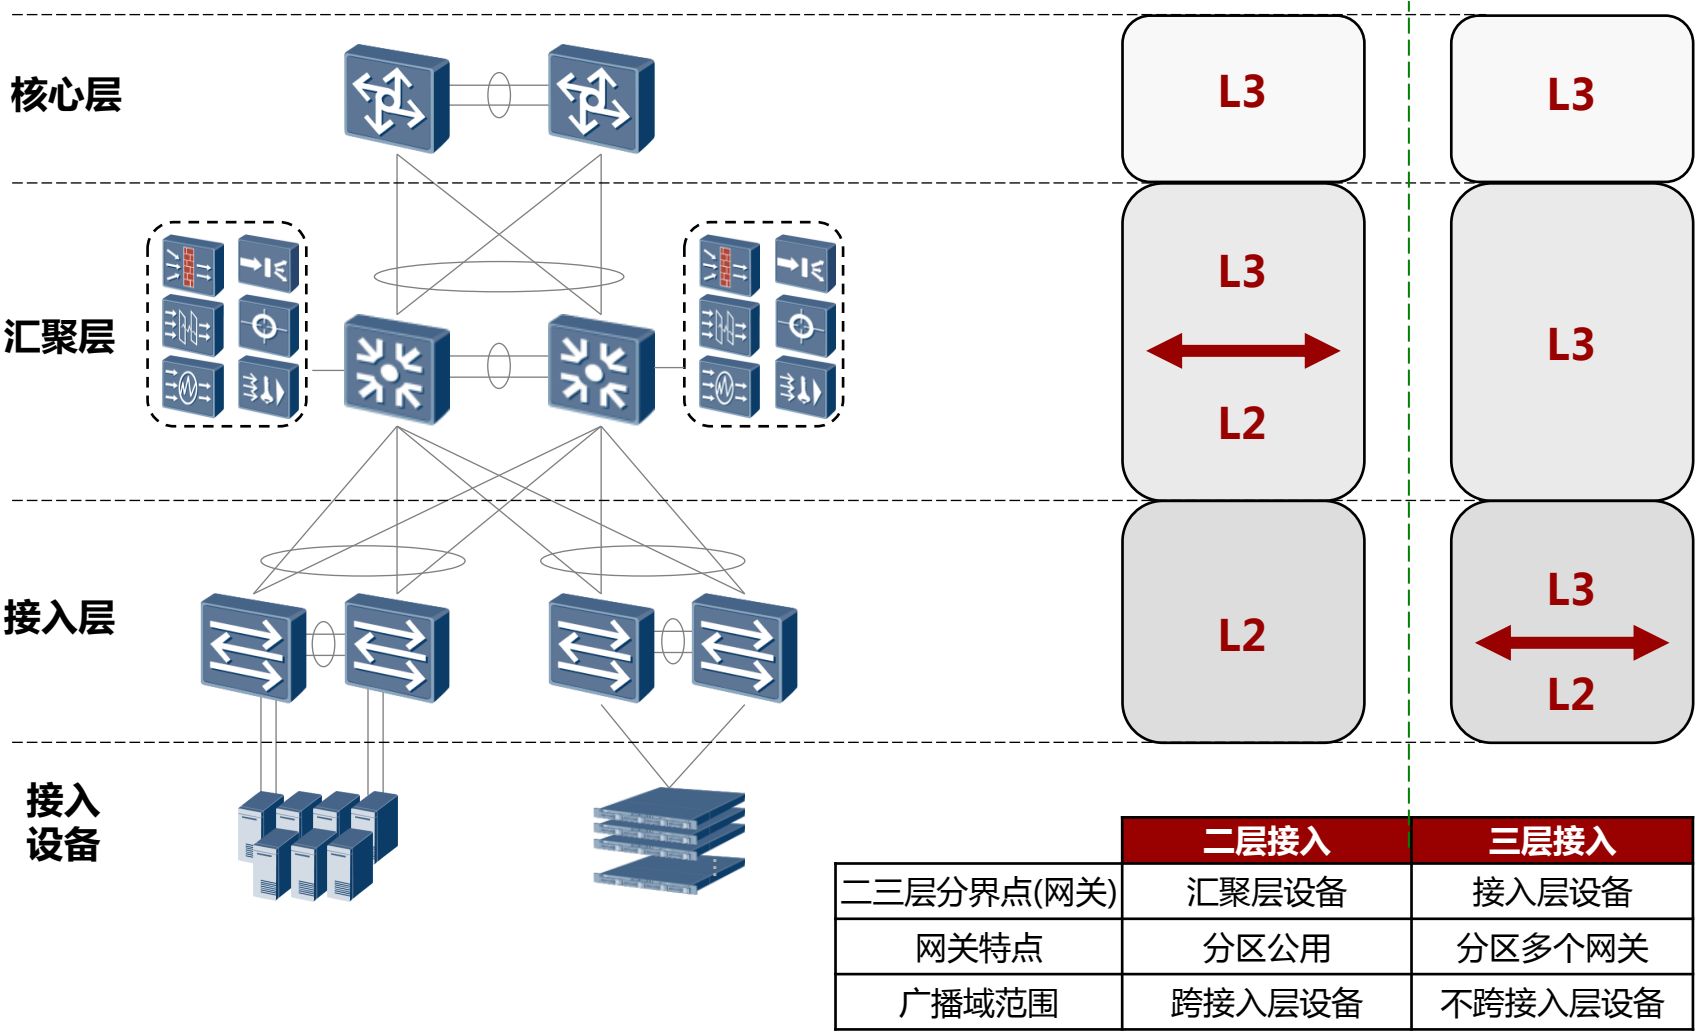 核心层
L3
L3
汇聚层
L3
L2
L3
接入层
L2
L3
L2
接入
设备
二层接入 三层接入
二三层分界点(网关) 汇聚层设备 接入层设备
网关特点 分区公用 分区多个网关
广播域范围 跨接入层设备 不跨接入层设备